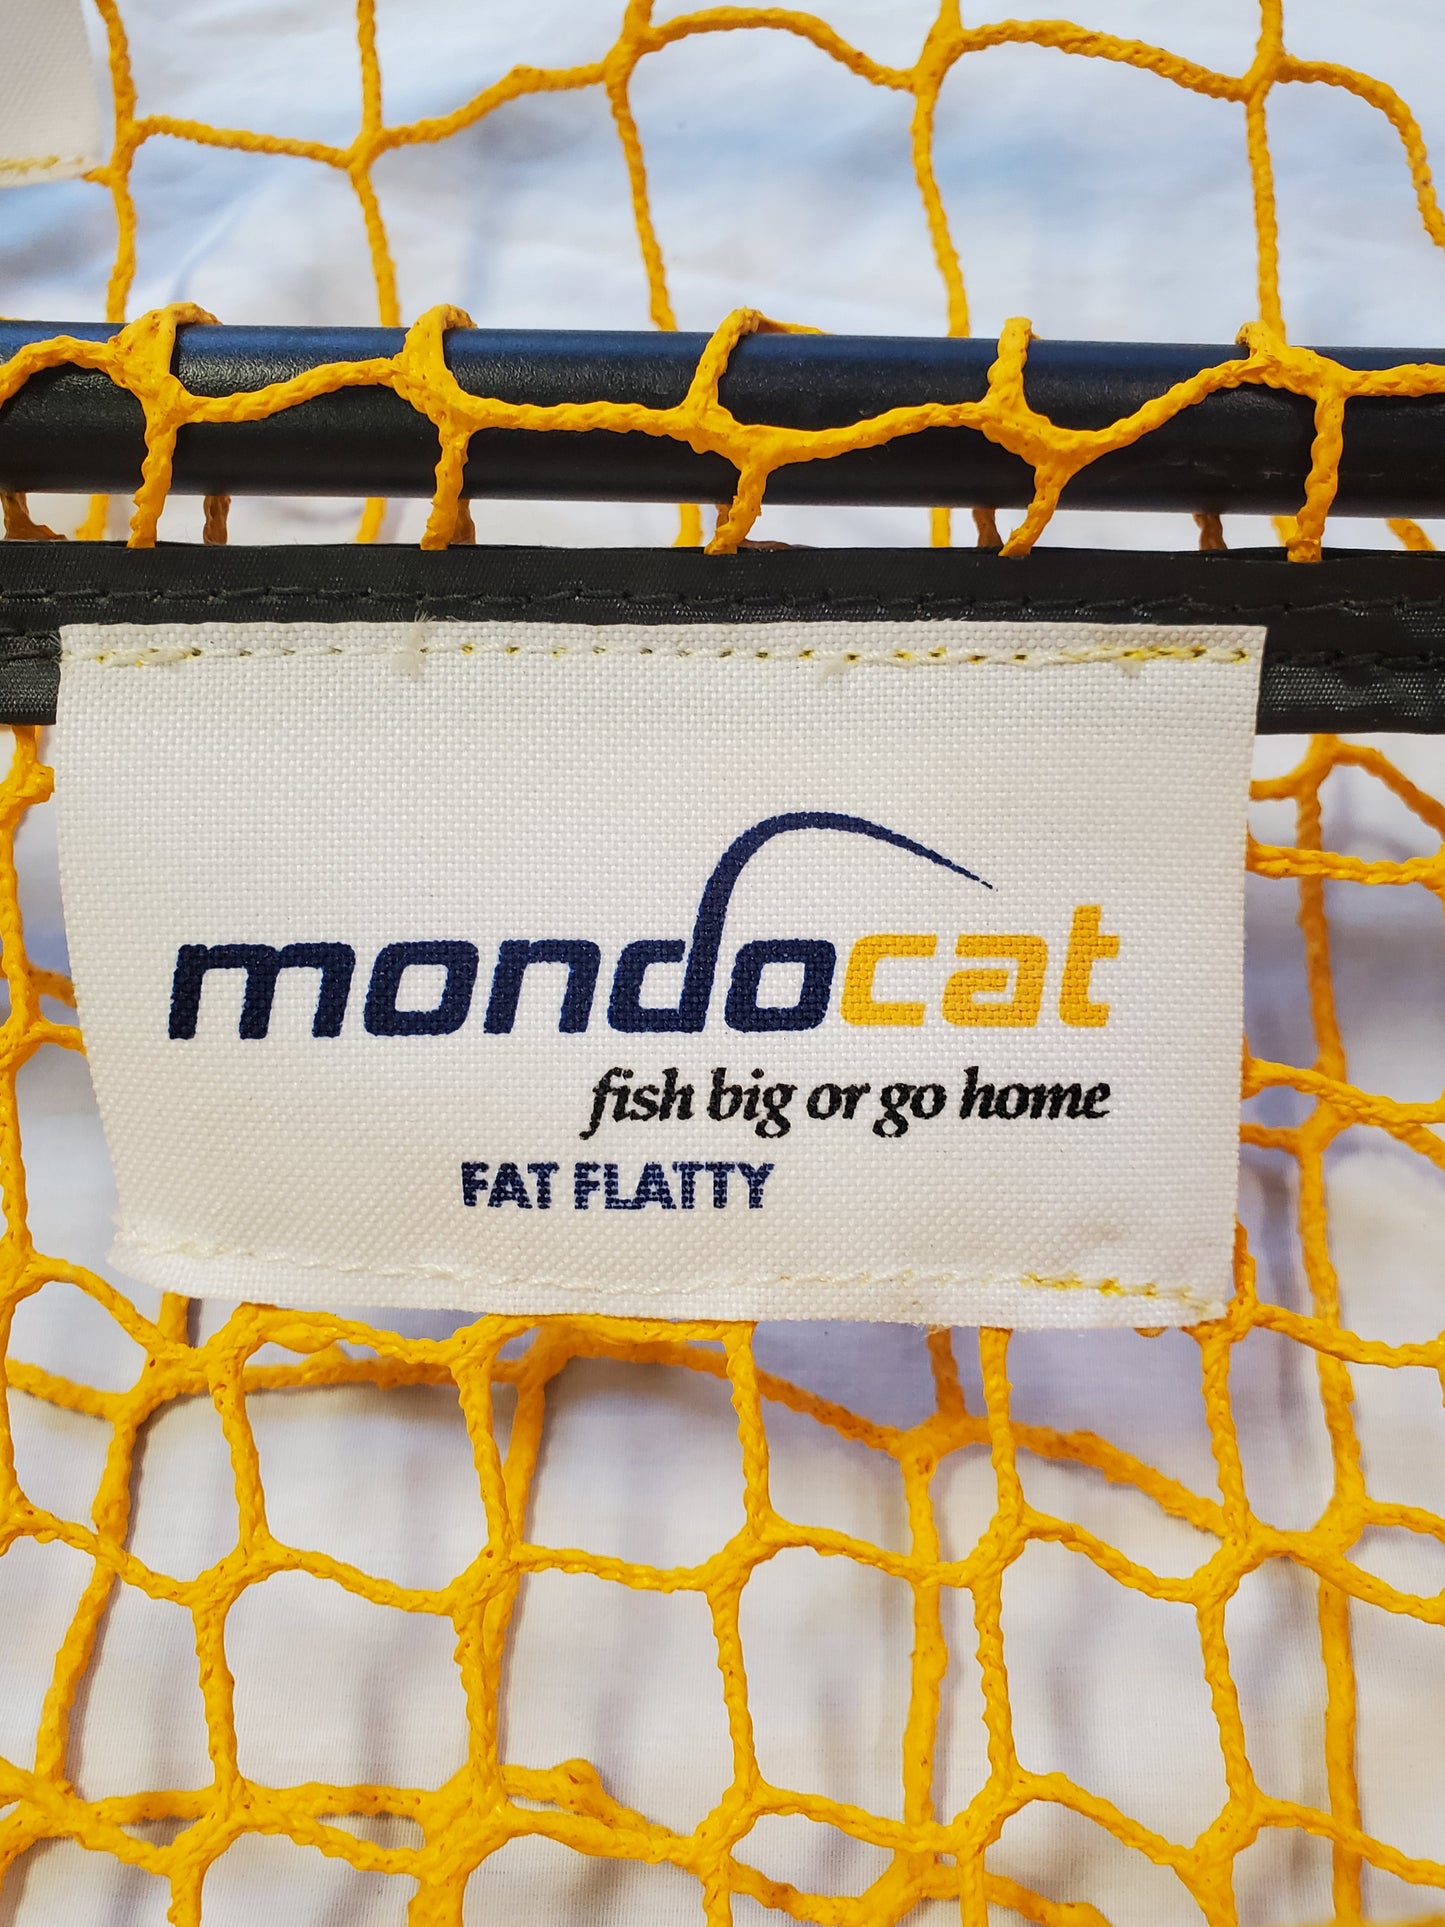 mondocat
fish big or go home
FAT FLATTY